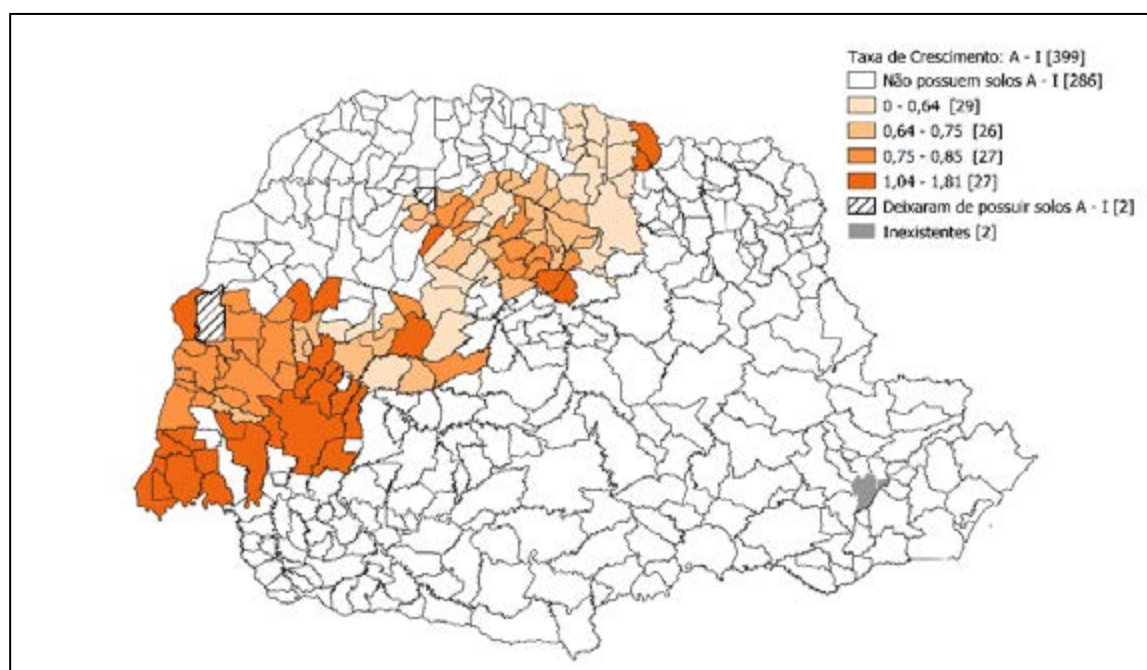 Taxa de Crescimento: A - I [399]
Não possuem solos A - I [286]
0 - 0,64 [29]
0,64 - 0,75 [26]
0,75 - 0,85 [27]
1,04 - 1,81 [27]
Deixaram de possuir solos A - I [2]
Inexistentes [2]